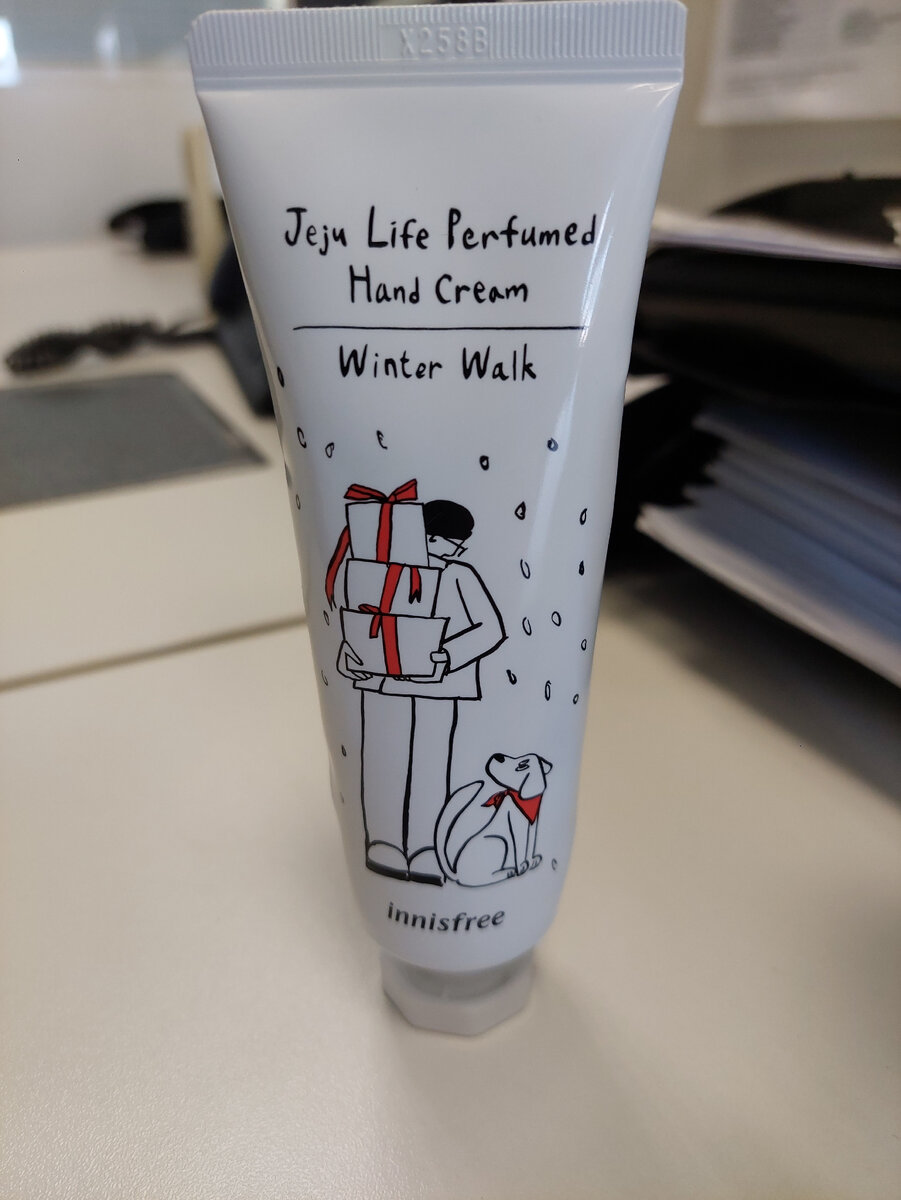 X258B
Jeju Life Perfumed
Hand Cream
Winter Walk
innisfree